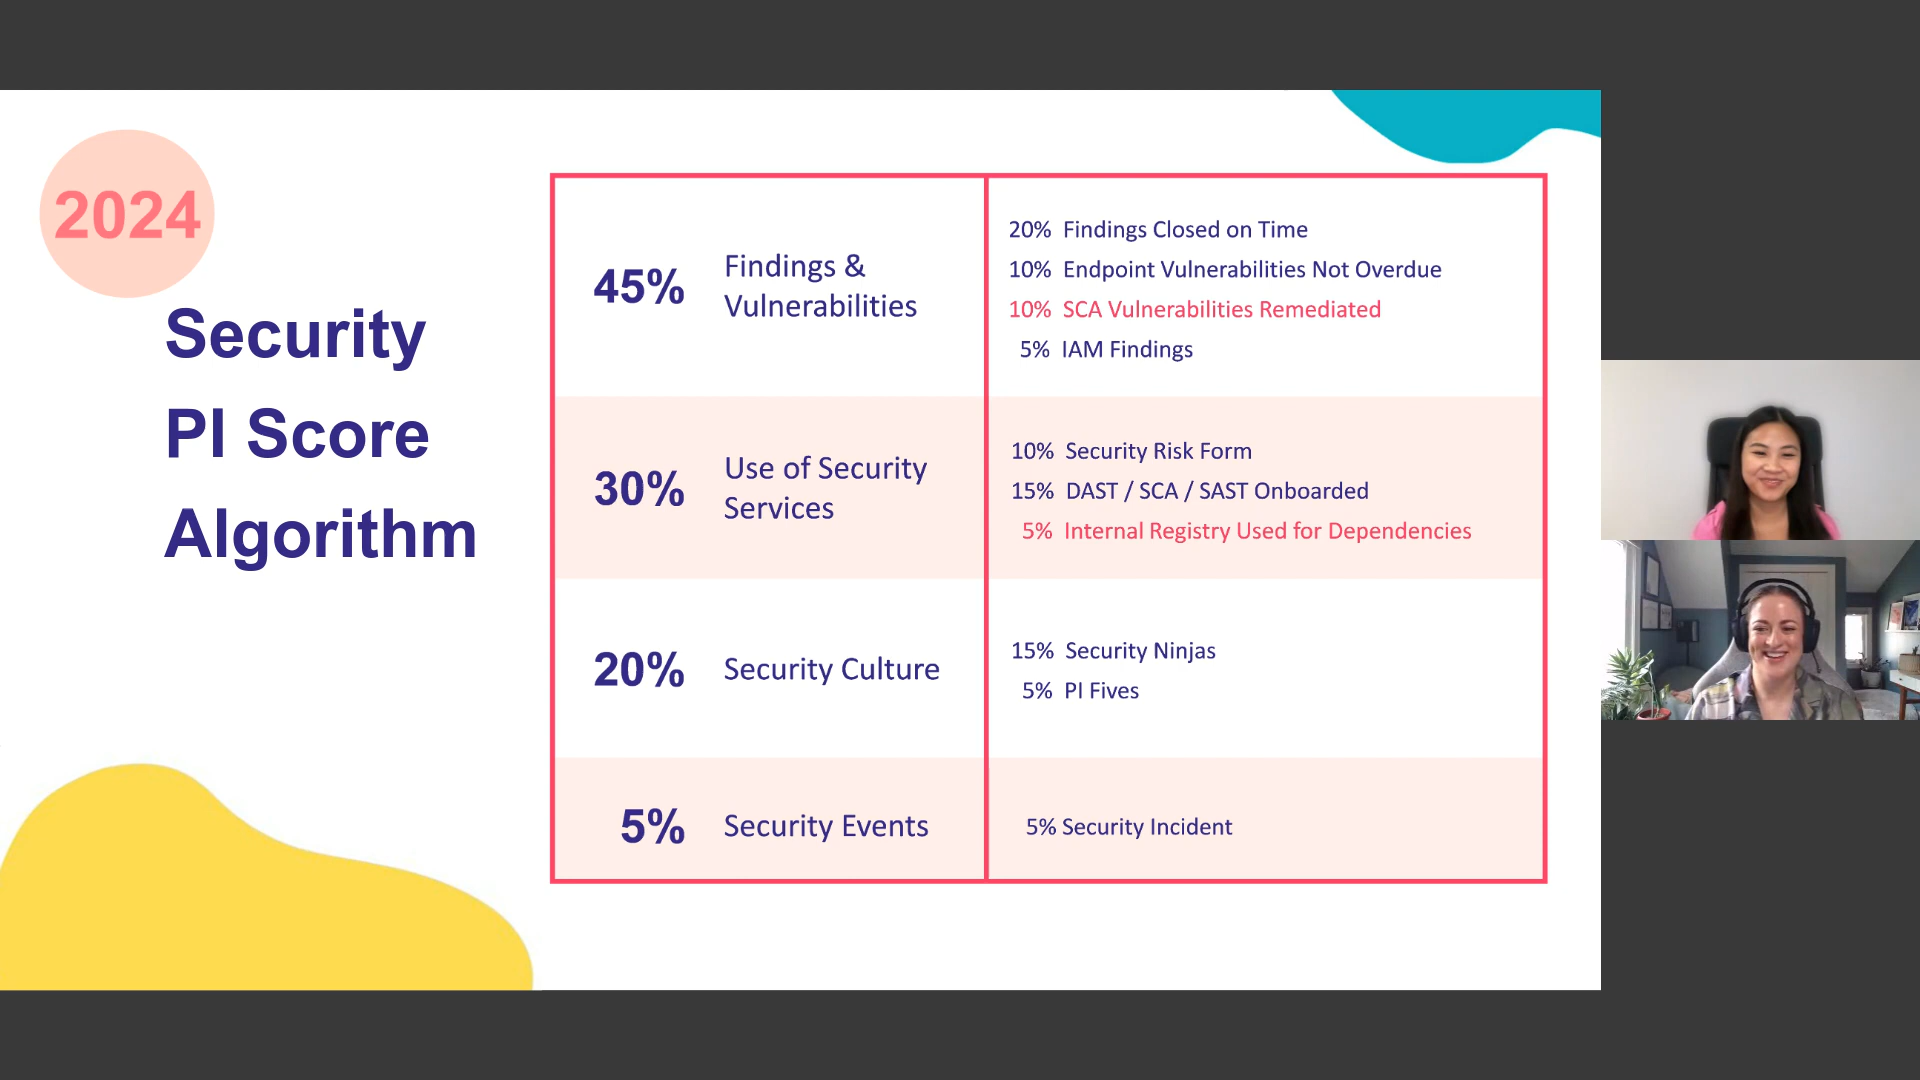 2024
Security
PI Score
Algorithm
45%
Findings &
Vulnerabilities
20% Findings Closed on Time
10% Endpoint Vulnerabilities Not Overdue
10% SCA Vulnerabilities Remediated
5% IAM Findings
30%
Use of Security
Services
10% Security Risk Form
15% DAST / SCA / SAST Onboarded
5% Internal Registry Used for Dependencies
20%
Security Culture
15% Security Ninjas
5% PI Fives
5%
Security Events
5% Security Incident